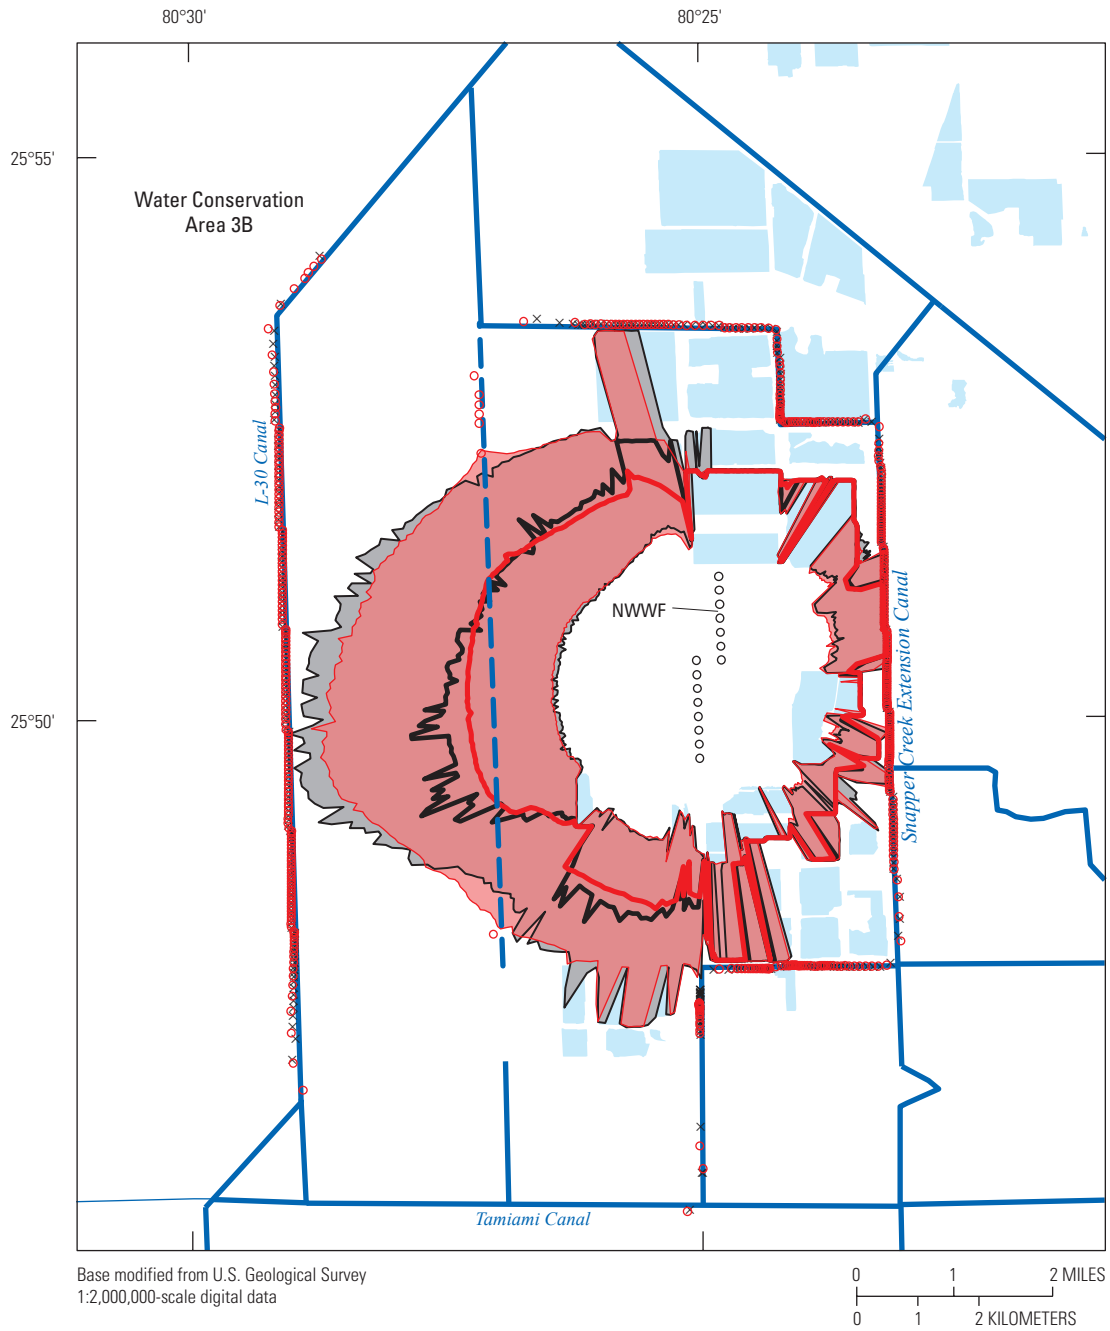 80°30'
80°25'
25°55'
Water Conservation
Area 3B
L-30 Canal
NWWF
Snapper Creek Extension Canal
25°50'
Tamiami Canal
Base modified from U.S. Geological Survey
1:2,000,000-scale digital data
0 1 2 MILES
0 1 2 KILOMETERS